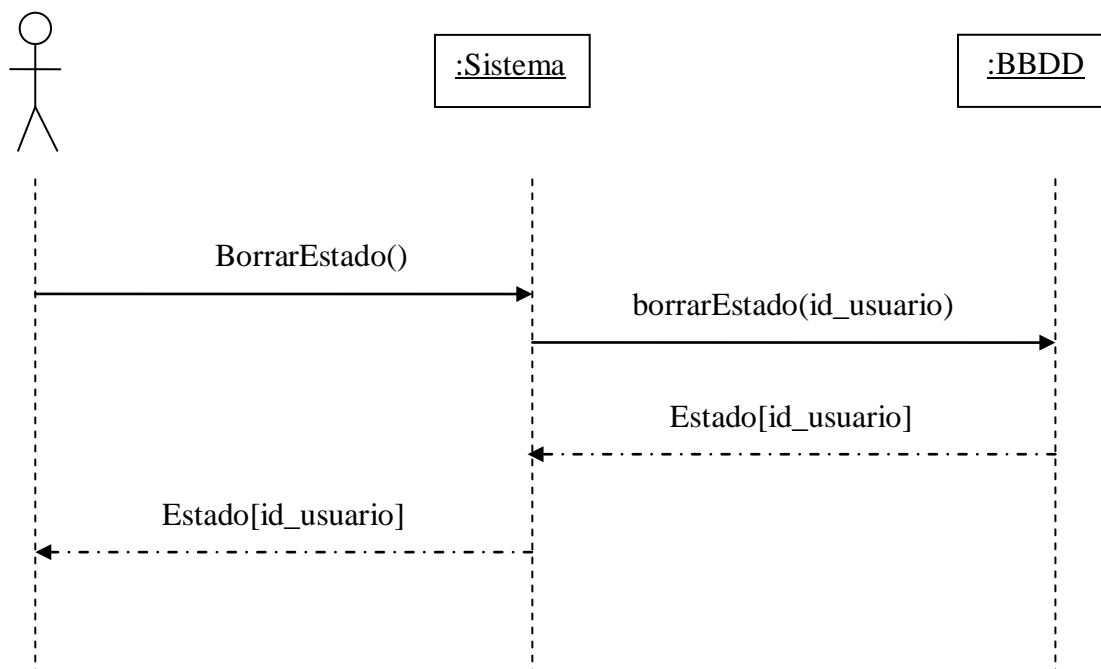 :Sistema
:BBDD
BorrarEstado()
borrarEstado(id_usuario)
Estado[id_usuario]
Estado[id_usuario]